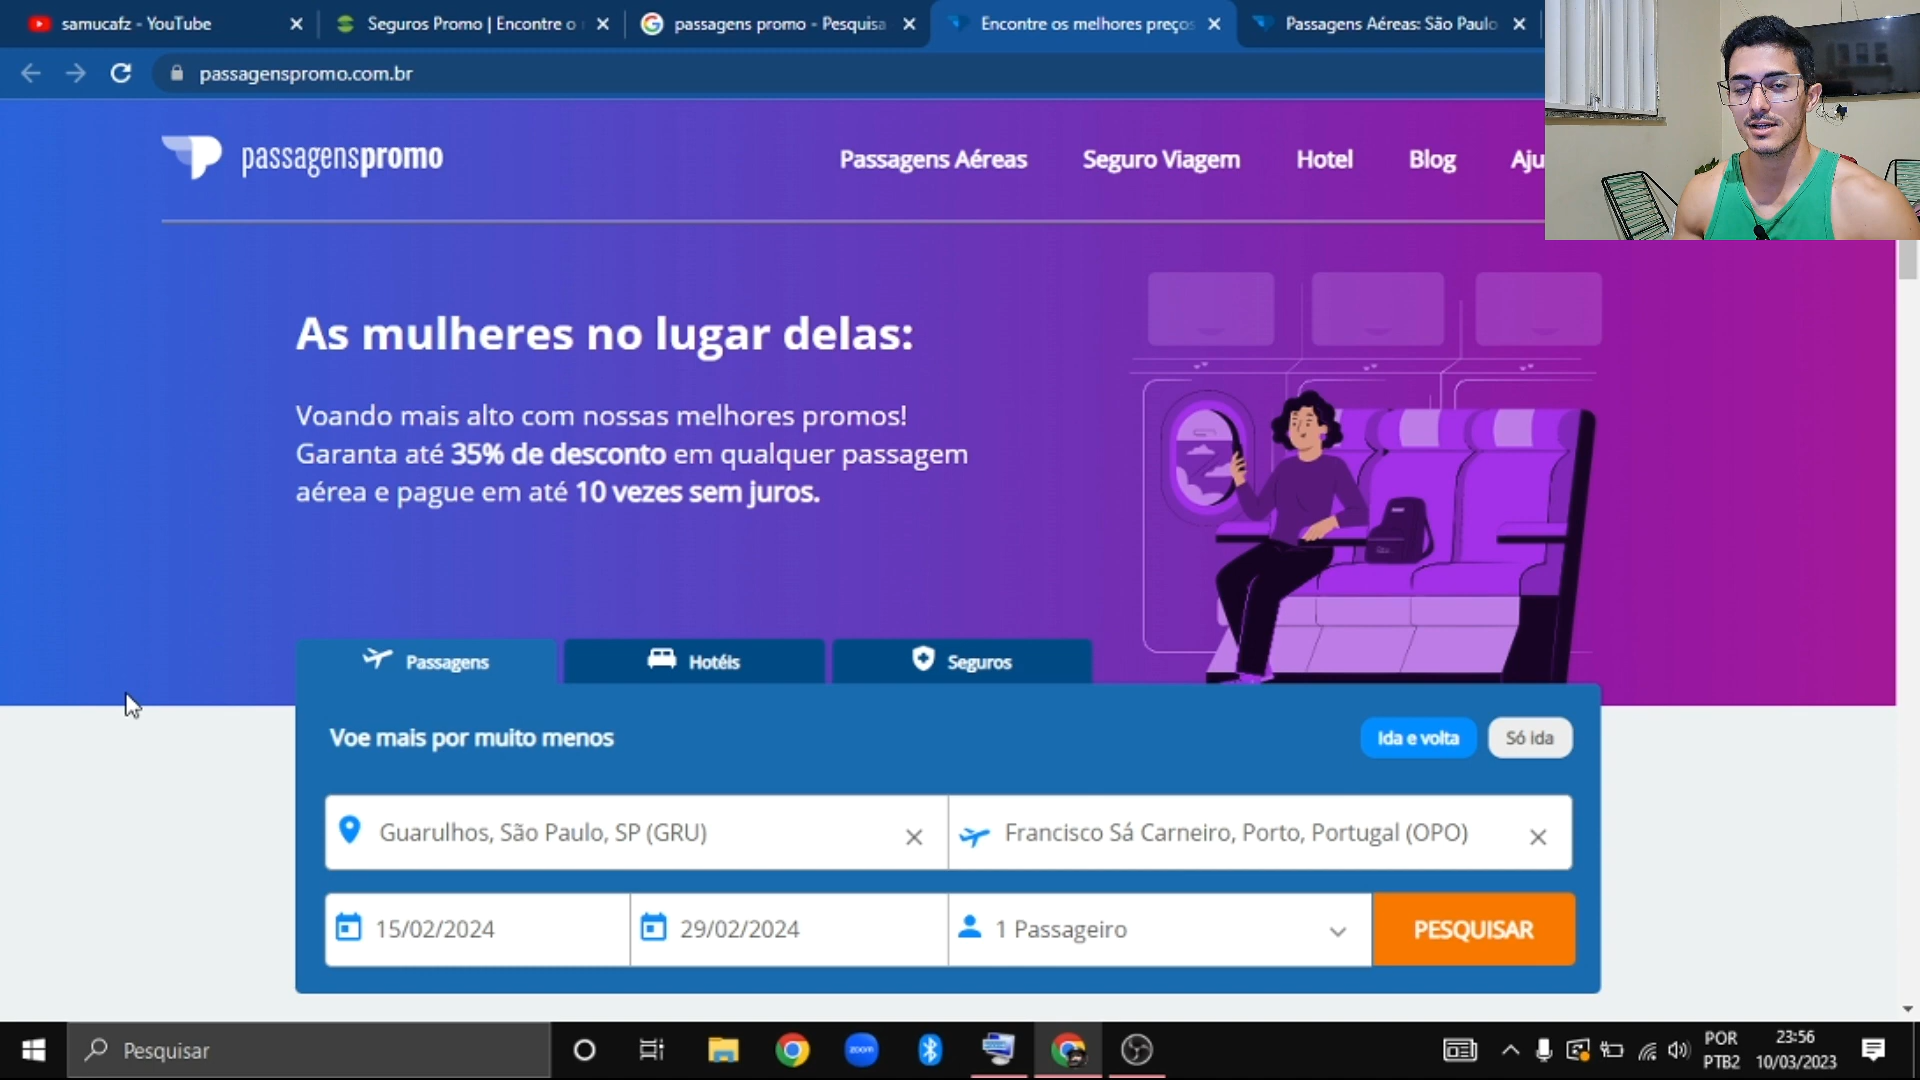 samucafz - YouTube
Seguros Promo | Encontre o
passagens promo - Pesquisa
Encontre os melhores preços
Passagens Aéreas: São Paulo
passagenspromo.com.br
passagenspromo
Passagens Aéreas
Seguro Viagem
Hotel
Blog
Aju
As mulheres no lugar delas:
Voando mais alto com nossas melhores promos!
Garanta até 35% de desconto em qualquer passagem
aérea e pague em até 10 vezes sem juros.
Passagens
Hotéis
Seguros
Voe mais por muito menos
Ida e volta
Só ida
Guarulhos, São Paulo, SP (GRU)
Francisco Sá Carneiro, Porto, Portugal (OPO)
15/02/2024
29/02/2024
1 Passageiro
PESQUISAR
Pesquisar
zoom
POR
PTB2
23:56
10/03/2023